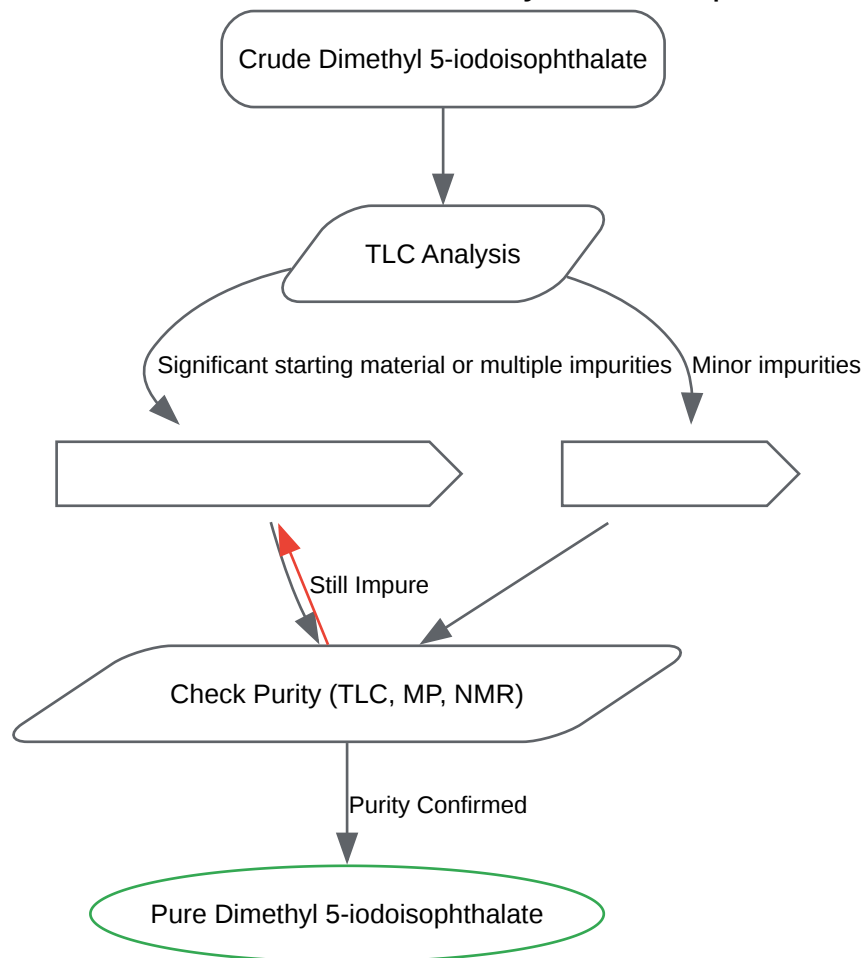 Crude Dimethyl 5-iodoisophthalate
TLC Analysis
Significant starting material or multiple impurities
Minor impurities
Still Impure
Check Purity (TLC, MP, NMR)
Purity Confirmed
Pure Dimethyl 5-iodoisophthalate